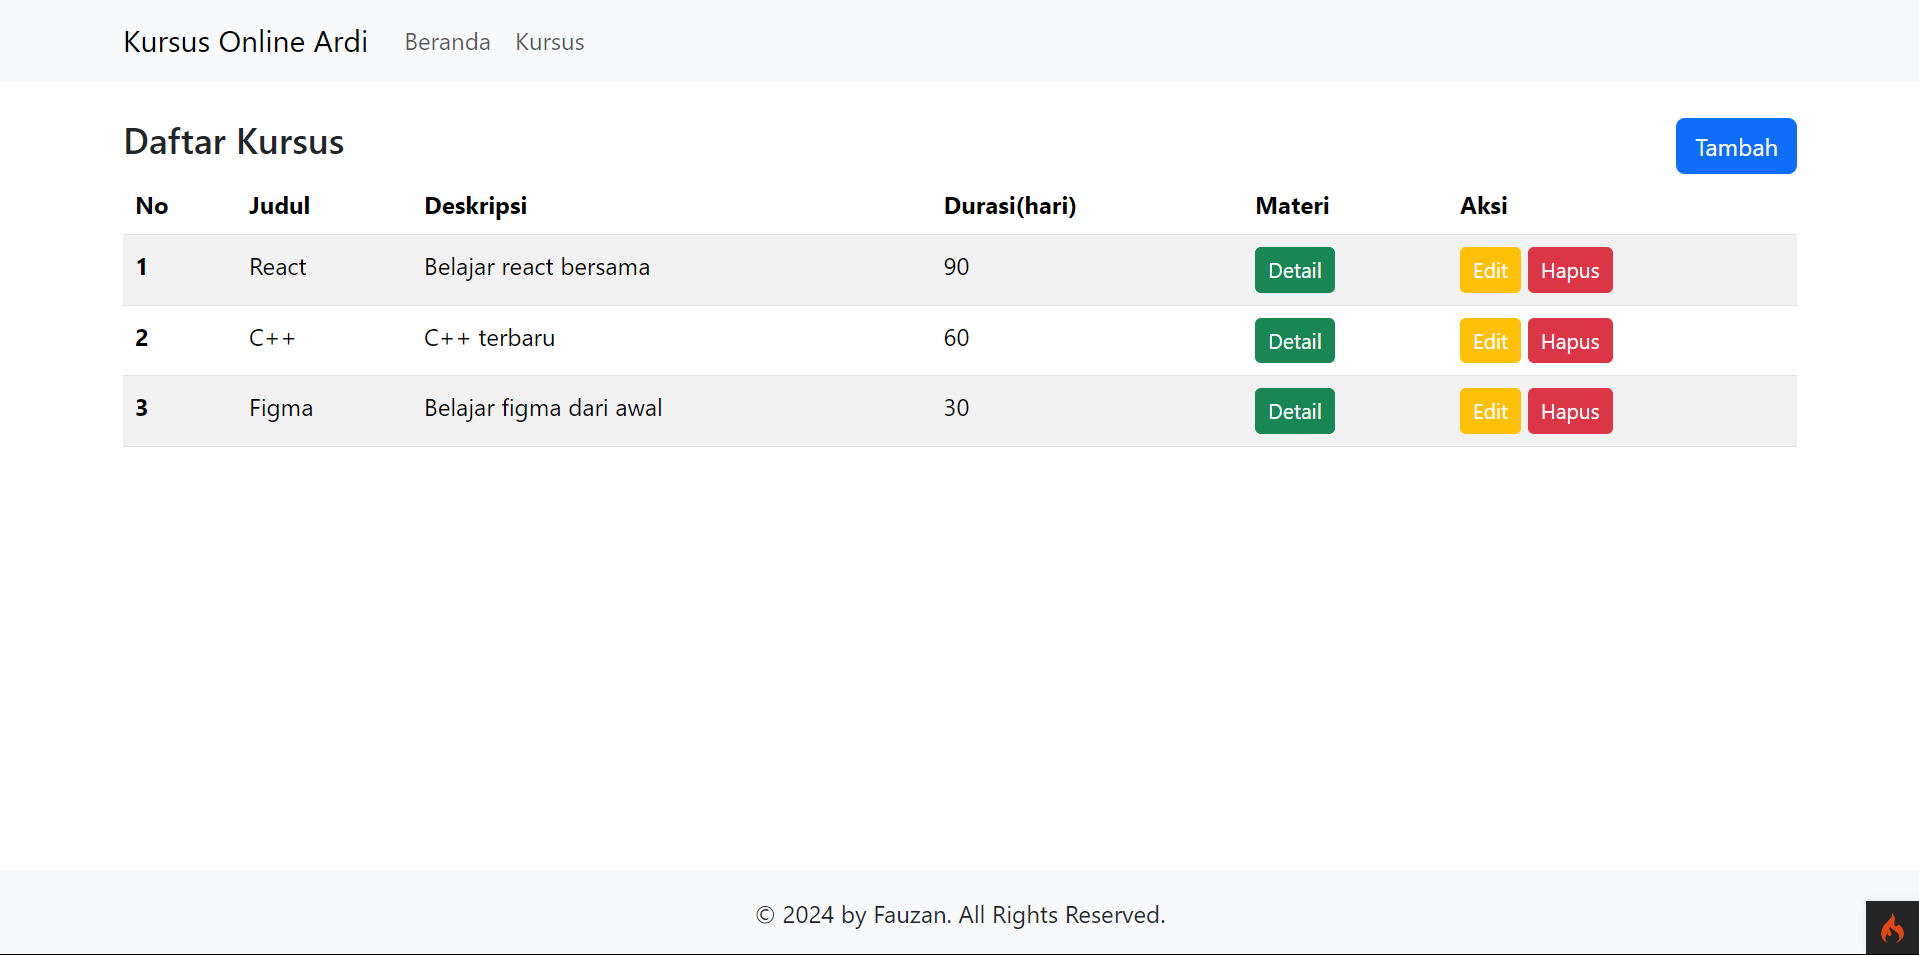 Kursus Online Ardi Beranda Kursus
Daftar Kursus Tambah
No Judul Deskripsi Durasi(hari) Materi Aksi
1 React Belajar react bersama 90 Detail Edit Hapus
2 C++ C++ terbaru 60 Detail Edit Hapus
3 Figma Belajar figma dari awal 30 Detail Edit Hapus
© 2024 by Fauzan. All Rights Reserved.